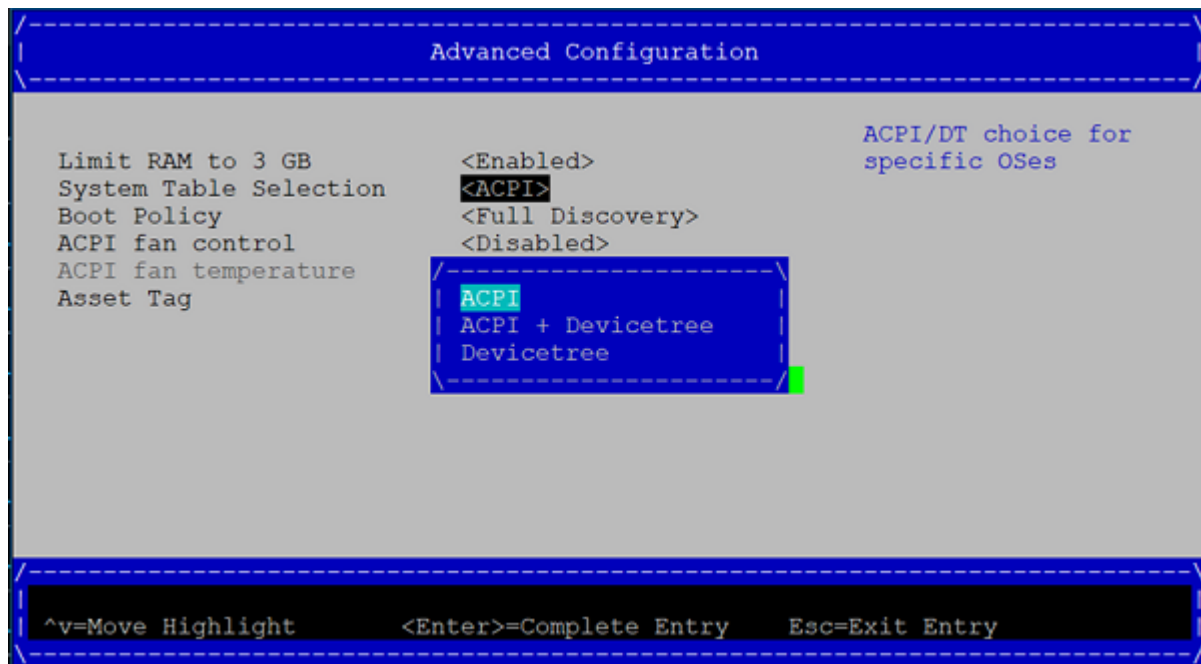 Advanced Configuration
ACPI/DT choice for
Limit RAM to 3 GB <Enabled> specific OSes
System Table Selection <ACPI>
Boot Policy <Full Discovery>
ACPI fan control <Disabled>
ACPI fan temperature
Asset Tag
ACPI
ACPI + Devicetree
Devicetree
^v=Move Highlight <Enter>=Complete Entry Esc=Exit Entry